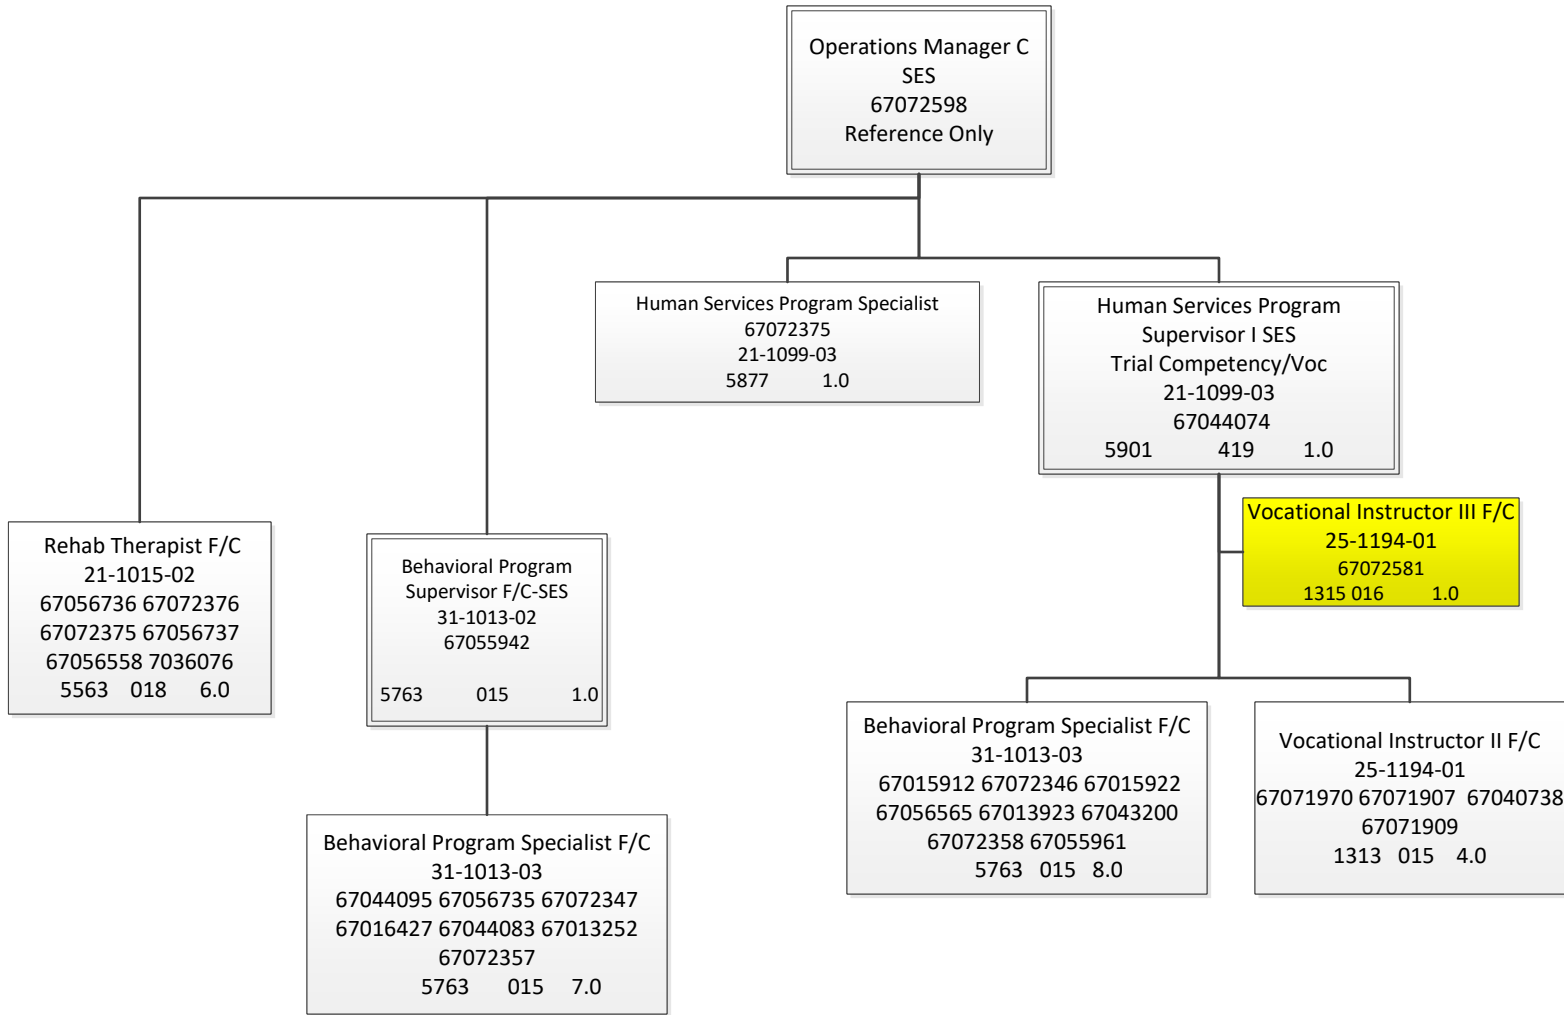 Operations Manager C
SES
67072598
Reference Only
Human Services Program Specialist
67072375
21-1099-03
5877 1.0
Human Services Program
Supervisor I SES
Trial Competency/Voc
21-1099-03
67044074
5901 419 1.0
Vocational Instructor III F/C
25-1194-01
67072581
1315 016 1.0
Rehab Therapist F/C
21-1015-02
67056736 67072376
67072375 67056737
67056558 7036076
5563 018 6.0
Behavioral Program
Supervisor F/C-SES
31-1013-02
67055942
5763 015 1.0
Behavioral Program Specialist F/C
31-1013-03
67044095 67056735 67072347
67016427 67044083 67013252
67072357
5763 015 7.0
Behavioral Program Specialist F/C
31-1013-03
67015912 67072346 67015922
67056565 67013923 67043200
67072358 67055961
5763 015 8.0
Vocational Instructor II F/C
25-1194-01
67071970 67071907 67040738
67071909
1313 015 4.0